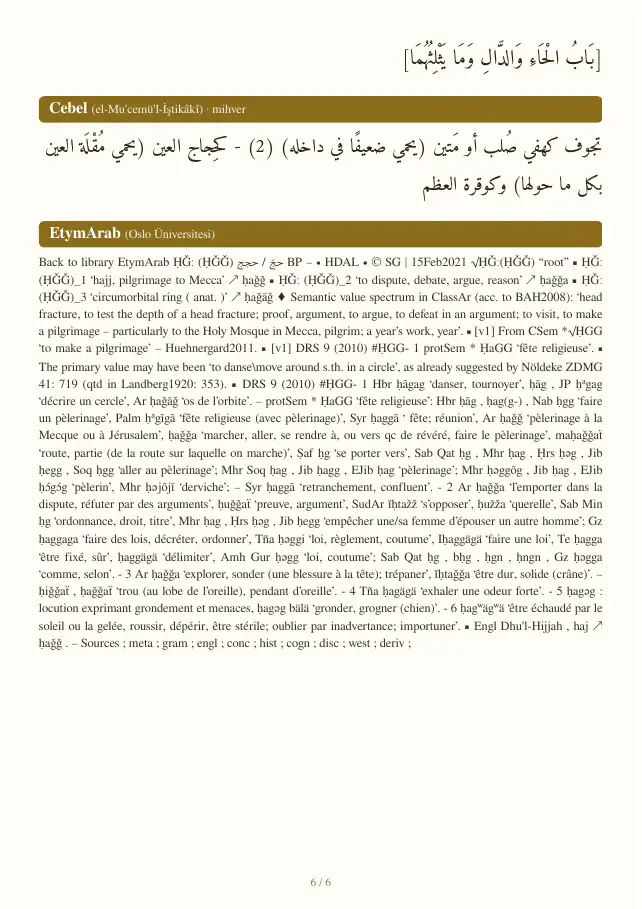 [بَابُ الْحَاءِ وَالدَّالِ وَمَا يَثْلِثُهُمَا]
Cebel (el-Mu'cemü'l-İştikâkî) · mihver
تجوف كهفي صُلب أو مَتين (يحمي ضعيفًا في داخله) (2) - كَحِجاج العين (يحمي مُقْلَة العين
بكل ما حولها) وكوقرة العظم
EtymArab (Oslo Üniversitesi)
Back to library EtymArab ḤǦː (ḤǦǦ) حجّ / حجج BP – • HDAL • © SG | 15Feb2021 √ḤǦː(ḤǦǦ) “root” ▪ ḤǦː
(ḤǦǦ)_1 ‘hajj, pilgrimage to Mecca’ ↗ ḥaǧǧ ▪ ḤǦː (ḤǦǦ)_2 ‘to dispute, debate, argue, reason’ ↗ ḥaǧǧa ▪ ḤǦː
(ḤǦǦ)_3 ‘circumorbital ring ( anat. )’ ↗ ḥaǧāǧ ♦ Semantic value spectrum in ClassAr (acc. to BAH2008): ‘head
fracture, to test the depth of a head fracture; proof, argument, to argue, to defeat in an argument; to visit, to make
a pilgrimage – particularly to the Holy Mosque in Mecca, pilgrim; a year’s work, year’. ▪ [v1] From CSem *√ḤGG
‘to make a pilgrimage’ – Huehnergard2011. ▪ [v1] DRS 9 (2010) #ḤGG- 1 protSem * ḤaGG ‘fête religieuse’. ▪
The primary value may have been ‘to danse\move around s.th. in a circle’, as already suggested by Nöldeke ZDMG
41: 719 (qtd in Landberg1920: 353). ▪ DRS 9 (2010) #ḤGG- 1 Hbr ḥāgag ‘danser, tournoyer’, ḥāg , JP ḥᵃgag
‘décrire un cercle’, Ar ḥaǧāǧ ‘os de l’orbite’. – protSem * ḤaGG ‘fête religieuse’: Hbr ḥāg , ḥag(g-) , Nab ḥgg ‘faire
un pèlerinage’, Palm ḥᵃgīgā ‘fête religieuse (avec pèlerinage)’, Syr ḥaggā ‘ fête; réunion’, Ar ḥaǧǧ ‘pèlerinage à la
Mecque ou à Jérusalem’, ḥaǧǧa ‘marcher, aller, se rendre à, ou vers qc de révéré, faire le pèlerinage’, maḥaǧǧaẗ
‘route, partie (de la route sur laquelle on marche)’, Ṣaf ḥg ‘se porter vers’, Sab Qat ḥg , Mhr ḥag , Ḥrs ḥəg , Jib
ḥegg , Soq ḥgg ‘aller au pèlerinage’; Mhr Soq ḥag , Jib ḥagg , EJib ḥag ‘pèlerinage’; Mhr ḥəggōg , Jib ḥag , EJib
ḥɔ́gɔ́g ‘pèlerin’, Mhr ḥəjōjī ‘derviche’; – Syr ḥaggā ‘retranchement, confluent’. - 2 Ar ḥaǧǧa ‘l’emporter dans la
dispute, réfuter par des arguments’, ḥuǧǧaẗ ‘preuve, argument’, SudAr iḥtažž ‘s’opposer’, ḥužža ‘querelle’, Sab Min
ḥg ‘ordonnance, droit, titre’, Mhr ḥag , Ḥrs ḥəg , Jib ḥegg ‘empêcher une/sa femme d’épouser un autre homme’; Gz
ḥaggaga ‘faire des lois, décréter, ordonner’, Tña ḥəggi ‘loi, règlement, coutume’, Iḥaggägä ‘faire une loi’, Te ḥagga
‘être fixé, sûr’, ḥaggägä ‘délimiter’, Amh Gur ḥəgg ‘loi, coutume’; Sab Qat ḥg , bḥg , ḥgn , ḥngn , Gz ḥəgga
‘comme, selon’. - 3 Ar ḥaǧǧa ‘explorer, sonder (une blessure à la tête); trépaner’, iḥtaǧǧa ‘être dur, solide (crâne)’. –
ḥiǧǧaẗ , ḥaǧǧaẗ ‘trou (au lobe de l’oreille), pendant d’oreille’. - 4 Tña ḥagägä ‘exhaler une odeur forte’. - 5 ḥagəg :
locution exprimant grondement et menaces, ḥagəg bälä ‘gronder, grogner (chien)’. - 6 ḥagʷägʷä ‘être échaudé par le
soleil ou la gelée, roussir, dépérir, être stérile; oublier par inadvertance; importuner’. ▪ Engl Dhu'l-Hijjah , haj ↗
ḥaǧǧ . – Sources ; meta ; gram ; engl ; conc ; hist ; cogn ; disc ; west ; deriv ;
6 / 6